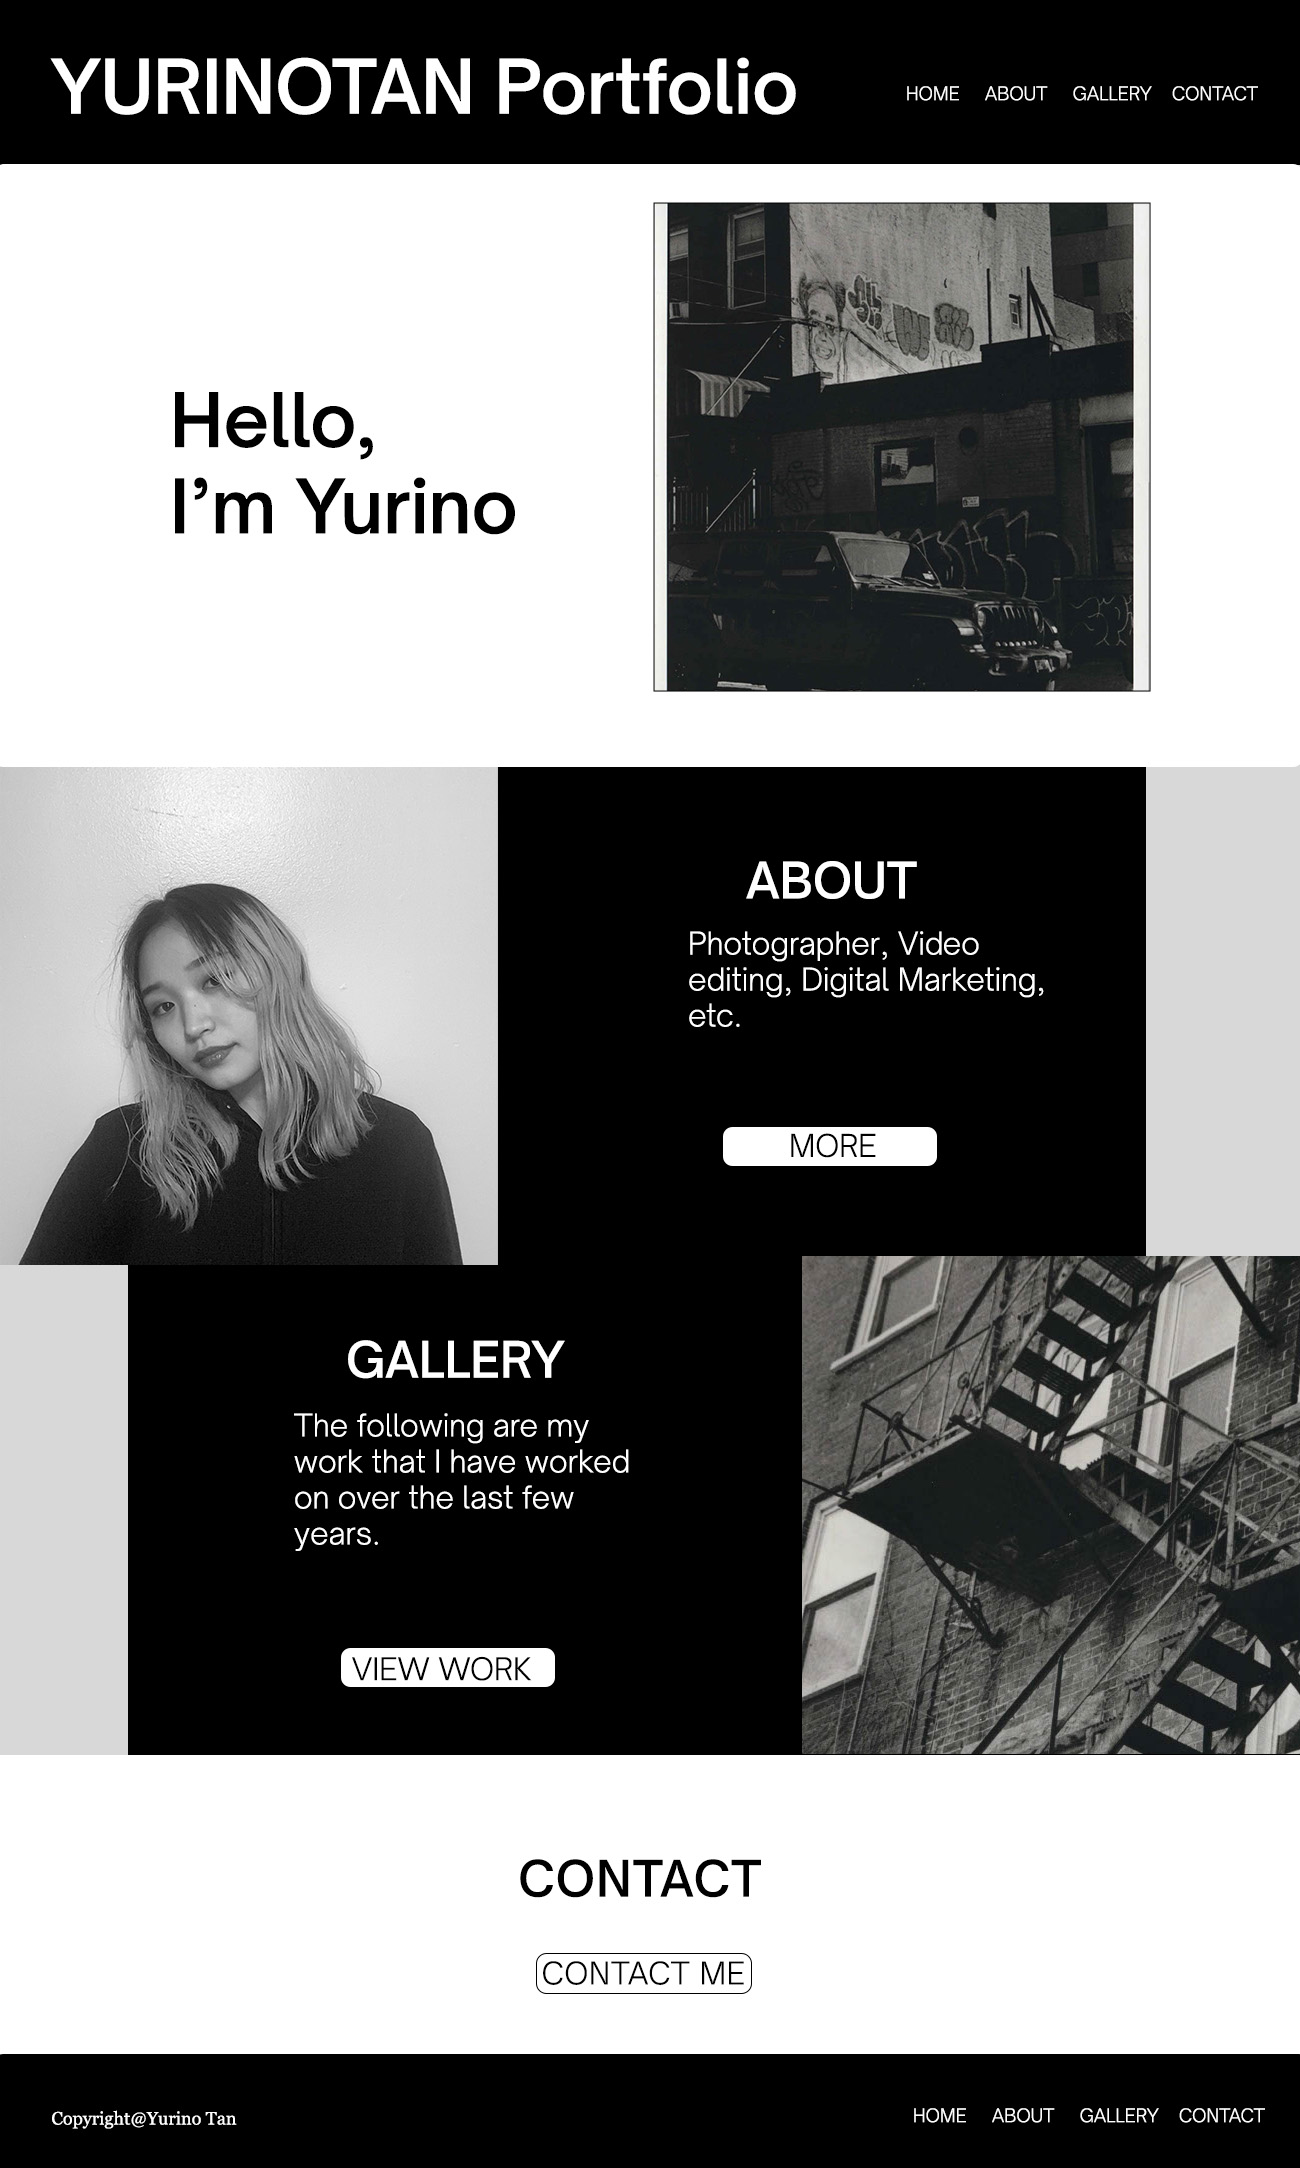 YURINOTAN Portfolio
HOME ABOUT GALLERY CONTACT
Hello,
I’m Yurino
ABOUT
Photographer, Video
editing, Digital Marketing,
etc.
MORE
GALLERY
The following are my
work that I have worked
on over the last few
years.
VIEW WORK
CONTACT
CONTACT ME
Copyright@Yurino Tan
HOME ABOUT GALLERY CONTACT